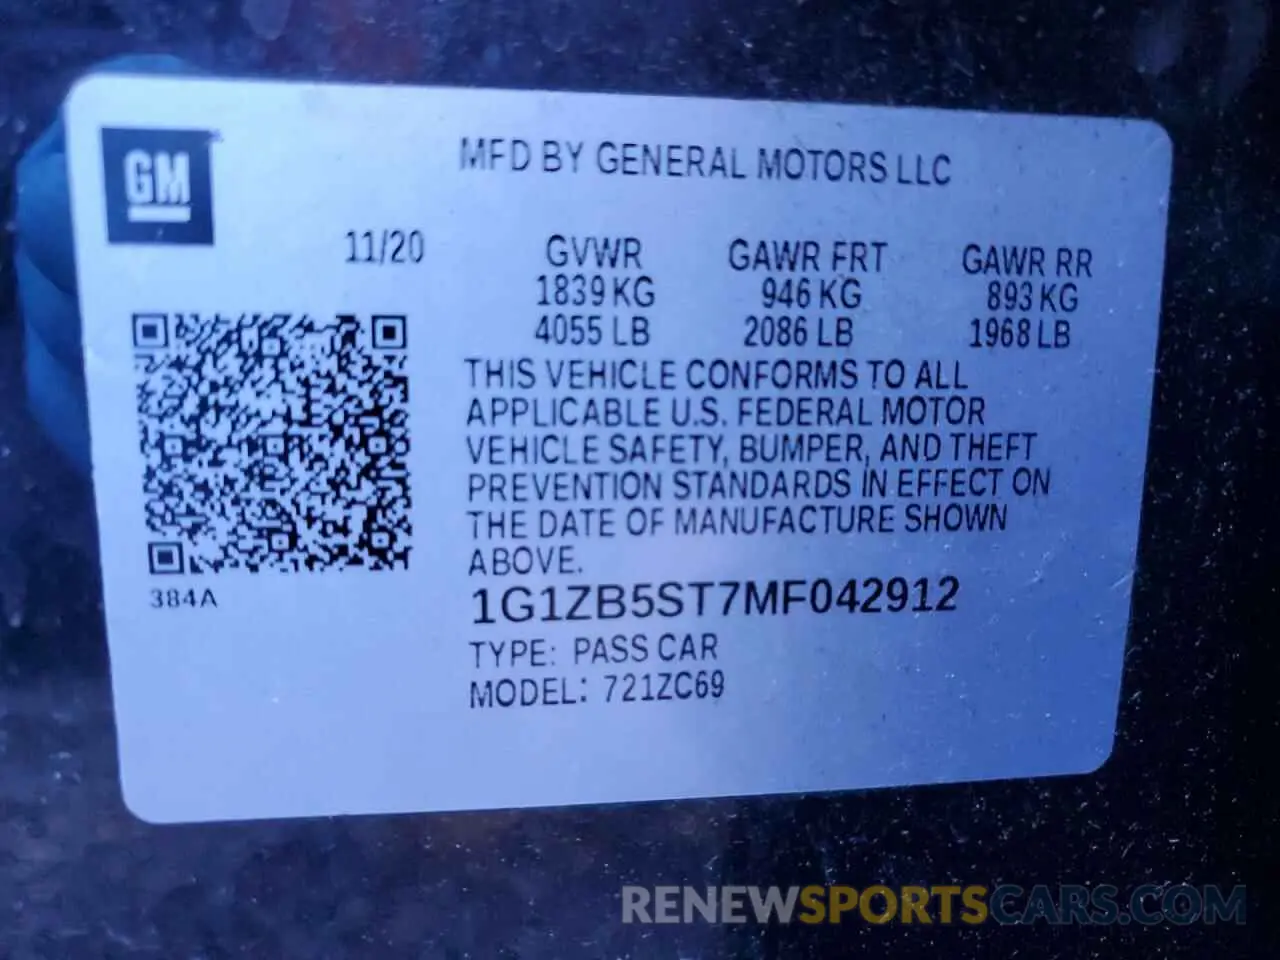 GM
MFD BY GENERAL MOTORS LLC
11/20
GVWR GAWR FRT GAWR RR
1839 KG 946 KG 893 KG
4055 LB 2086 LB 1968 LB
THIS VEHICLE CONFORMS TO ALL
APPLICABLE U.S. FEDERAL MOTOR
VEHICLE SAFETY, BUMPER, AND THEFT
PREVENTION STANDARDS IN EFFECT ON
THE DATE OF MANUFACTURE SHOWN
ABOVE.
384A
1G1ZB5ST7MF042912
TYPE: PASS CAR
MODEL: 721ZC69
RENEWSPORTSCARS.COM